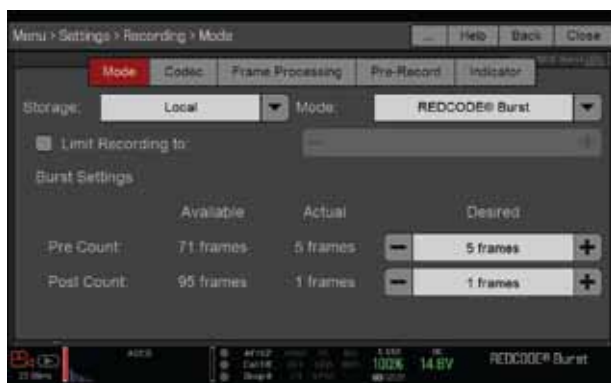 Menu > Settings > Recording > Mode ... Help Back Close
Mode Codec Frame Processing Pre-Record Indicator
Storage: Local Mode: REDCODE® Burst
Limit Recording to:
Burst Settings
Available Actual Desired
Pre Count: 71 frames 5 frames − 5 frames +
Post Count: 95 frames 1 frames − 1 frames +
100% 14.8V REDCODE® Burst